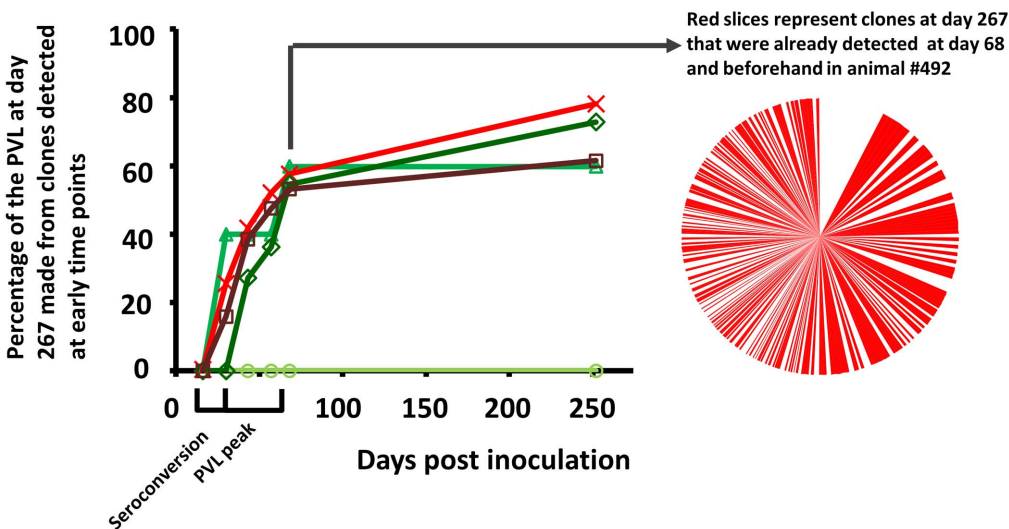 Percentage of the PVL at day
267 made from clones detected
at early time points
100
80
60
40
20
0
0
100
150
200
250
Seroconversion
PVL peak
Days post inoculation
Red slices represent clones at day 267
that were already detected at day 68
and beforehand in animal #492